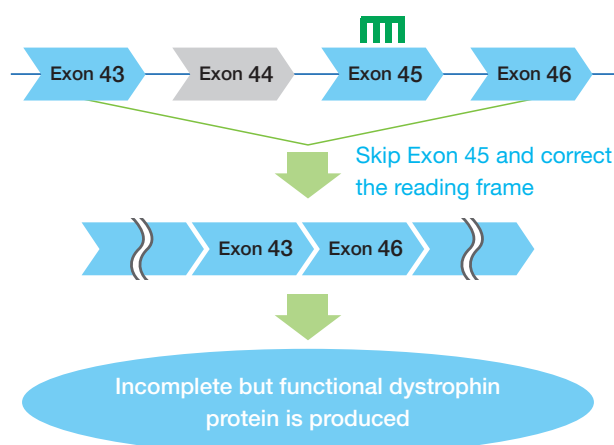 Exon 43
Exon 44
Exon 45
Exon 46
Skip Exon 45 and correct
the reading frame
Exon 43
Exon 46
Incomplete but functional dystrophin
protein is produced